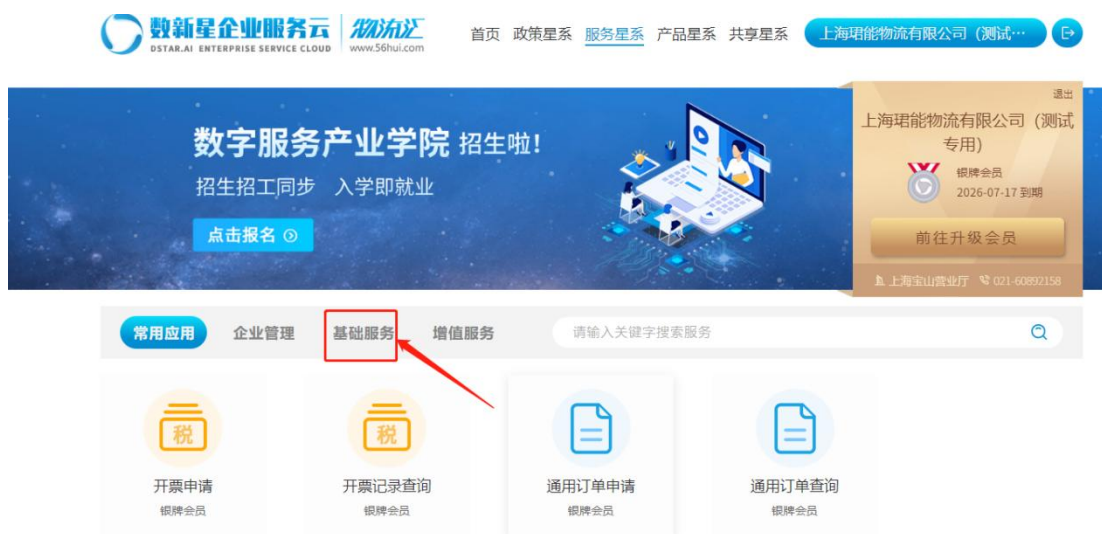 数新星企业服务云
DSTAR.AI ENTERPRISE SERVICE CLOUD
物流汇
www.56hui.com
首页 政策星系 服务星系 产品星系 共享星系
上海珺能物流有限公司（测试…
数字服务产业学院 招生啦！
招生招工同步 入学即就业
点击报名
退出
上海珺能物流有限公司（测试
专用)
银牌会员
2026-07-17 到期
前往升级会员
上海宝山营业厅 021-60892158
常用应用 企业管理 基础服务 增值服务 请输入关键字搜索服务
税 税
开票申请 开票记录查询 通用订单申请 通用订单查询
银牌会员 银牌会员 银牌会员 银牌会员